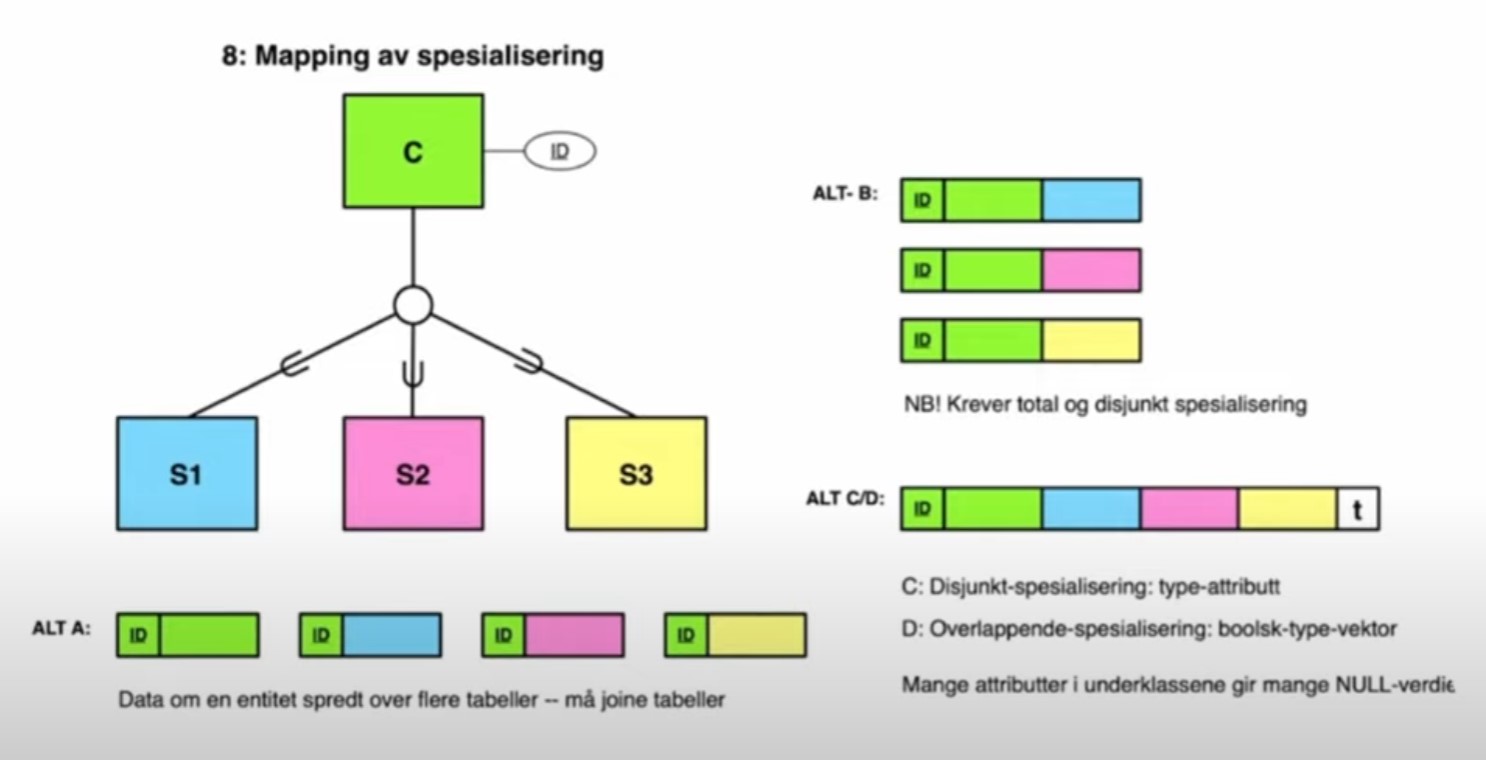 8: Mapping av spesialisering
C
ID
S1
S2
S3
ALT A:
ID
ID
ID
ID
Data om en entitet spredt over flere tabeller -- må joine tabeller
ALT- B:
ID
ID
ID
NB! Krever total og disjunkt spesialisering
ALT C/D:
ID
t
C: Disjunkt-spesialisering: type-attributt
D: Overlappende-spesialisering: boolsk-type-vektor
Mange attributter i underklassene gir mange NULL-verdie